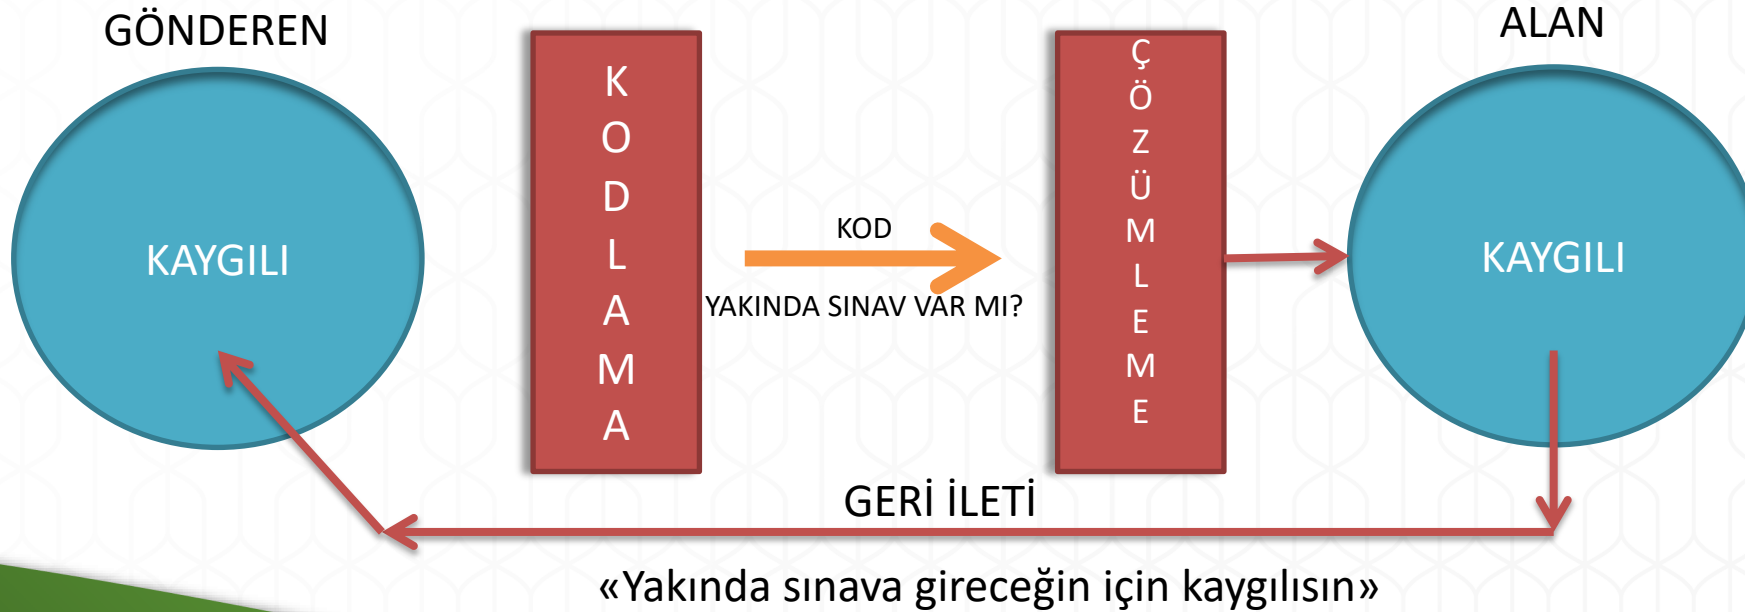 GÖNDEREN
ALAN
KAYGILI
KODLAMA
KOD
YAKINDA SINAV VAR MI?
ÇÖZÜMLEME
KAYGILI
GERİ İLETİ
«Yakında sınava gireceğin için kaygılısın»